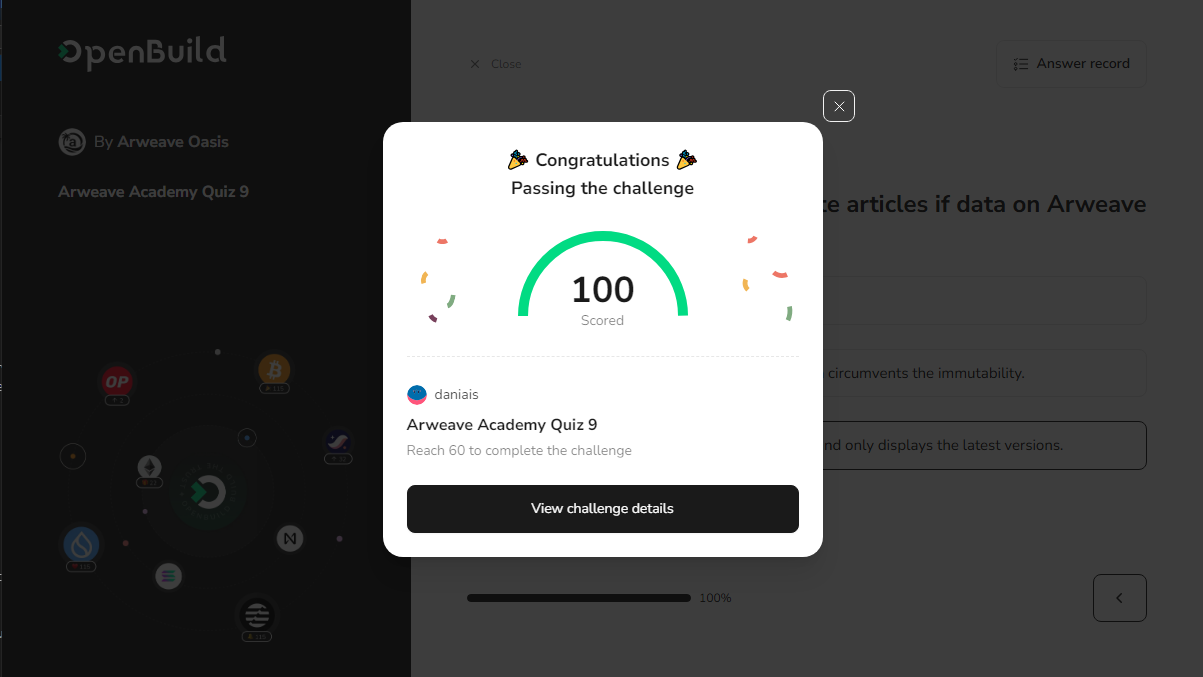 OpenBuild
By Arweave Oasis
Arweave Academy Quiz 9
Close
Answer record
te articles if data on Arweave
circumvents the immutability.
nd only displays the latest versions.
100%
Congratulations
Passing the challenge
100
Scored
daniais
Arweave Academy Quiz 9
Reach 60 to complete the challenge
View challenge details
OP